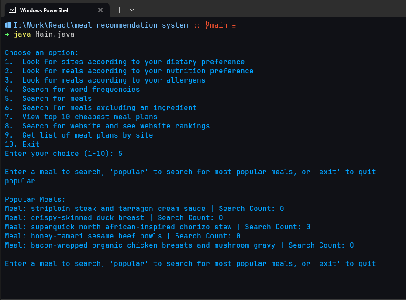 Windows PowerShell
I:\Work\React\meal recommendation system :: main
→ java Main.java
Choose an option:
1. Look for sites according to your dietary preference
2. Look for meals according to your nutrition preference
3. Look for meals according to your allergens
4. Search for word frequencies
5. Search for meals
6. Search for meals excluding an ingredient
7. View top 10 cheapest meal plans
8. Search for website and see website rankings
9. Get list of meal plans by site
10. Exit
Enter your choice (1-10): 5
Enter a meal to search, 'popular' to search for most popular meals, or 'exit' to quit
popular
Popular Meals:
Meal: striploin steak and tarragon cream sauce | Search Count: 0
Meal: crispy-skinned duck breast | Search Count: 0
Meal: superquick north african-inspired chorizo stew | Search Count: 0
Meal: honey-tamari sesame beef bowls | Search Count: 0
Meal: bacon-wrapped organic chicken breasts and mushroom gravy | Search Count: 0
Enter a meal to search, 'popular' to search for most popular meals, or 'exit' to quit